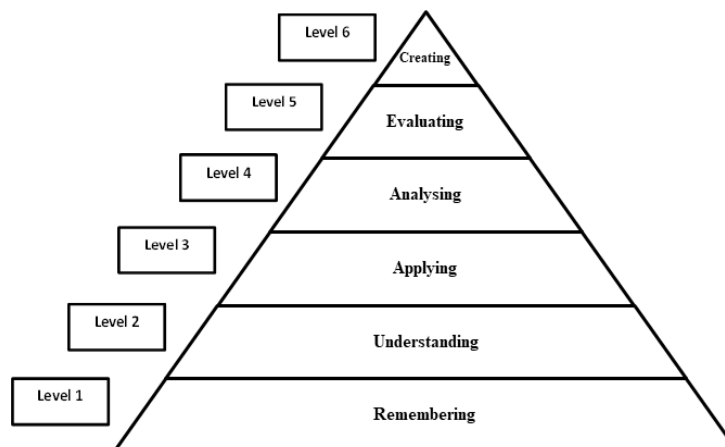 Level 6
Creating
Level 5
Evaluating
Level 4
Analysing
Level 3
Applying
Level 2
Understanding
Level 1
Remembering